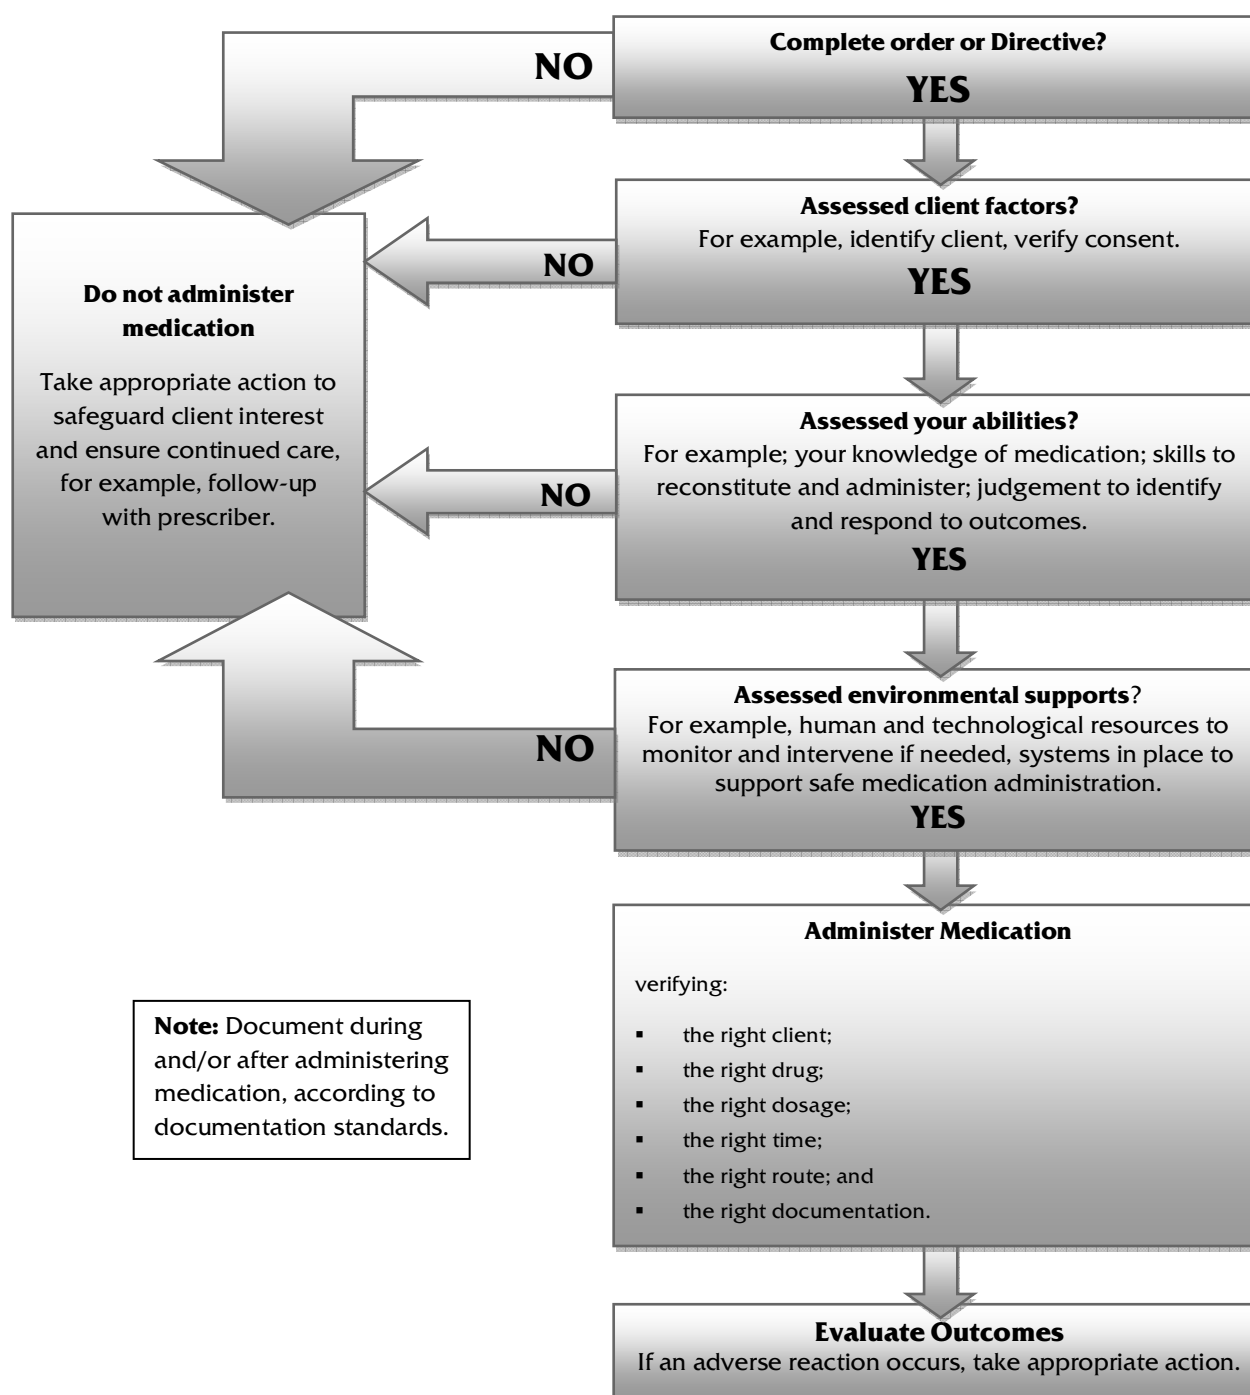 Complete order or Directive?
YES
NO
Assessed client factors?
For example, identify client, verify consent.
YES
NO
Do not administer
medication
Take appropriate action to
safeguard client interest
and ensure continued care,
for example, follow-up
with prescriber.
Assessed your abilities?
For example; your knowledge of medication; skills to
reconstitute and administer; judgement to identify
and respond to outcomes.
YES
NO
Assessed environmental supports?
For example, human and technological resources to
monitor and intervene if needed, systems in place to
support safe medication administration.
YES
NO
Administer Medication
verifying:
▪ the right client;
▪ the right drug;
▪ the right dosage;
▪ the right time;
▪ the right route; and
▪ the right documentation.
Note: Document during
and/or after administering
medication, according to
documentation standards.
Evaluate Outcomes
If an adverse reaction occurs, take appropriate action.